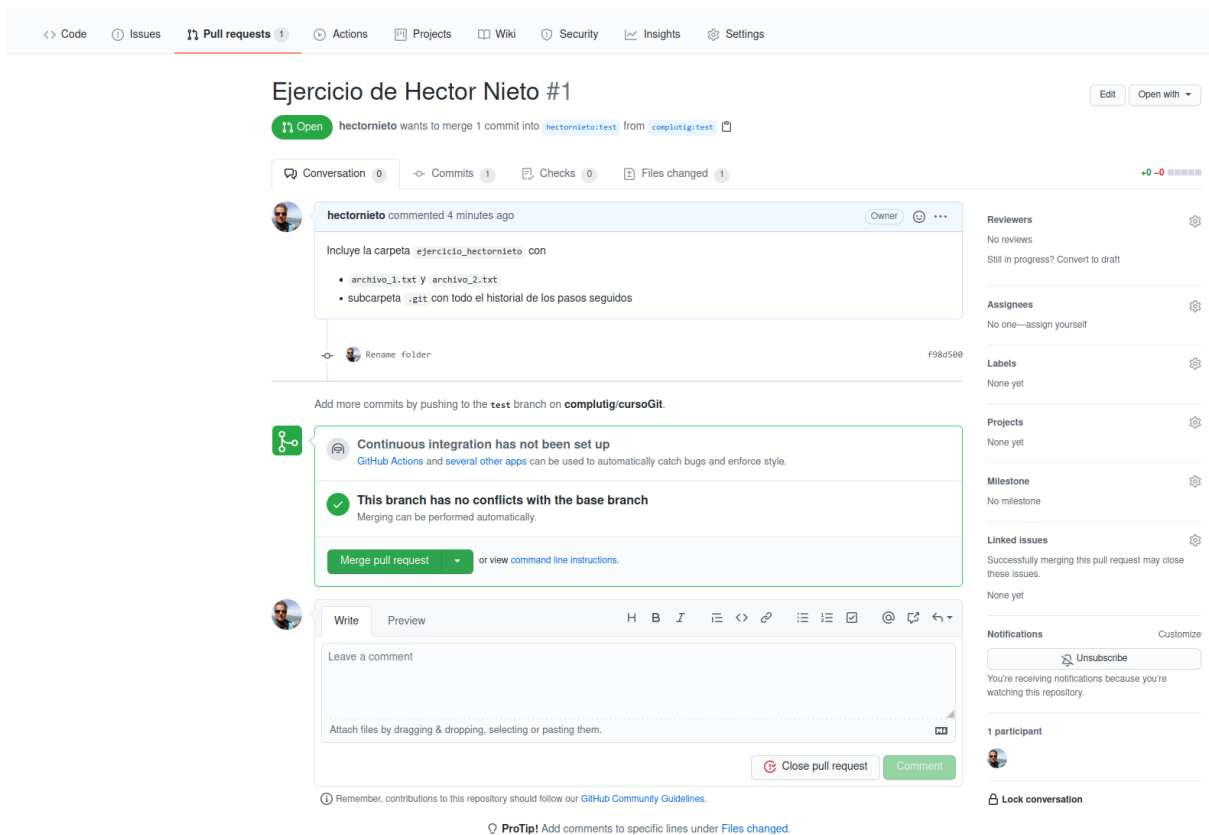 Code Issues Pull requests 1 Actions Projects Wiki Security Insights Settings
Ejercicio de Hector Nieto #1
Edit Open with
Open hectornieto wants to merge 1 commit into hectornieto:test from complutig:test
Conversation 0 Commits 1 Checks 0 Files changed 1
+0 −0
hectornieto commented 4 minutes ago
Owner
Incluye la carpeta ejercicio_hectornieto con
archivo_1.txt y archivo_2.txt
subcarpeta .git con todo el historial de los pasos seguidos
Rename folder f98d500
Add more commits by pushing to the test branch on complutig/cursoGit.
Continuous integration has not been set up
GitHub Actions and several other apps can be used to automatically catch bugs and enforce style.
This branch has no conflicts with the base branch
Merging can be performed automatically.
Merge pull request or view command line instructions.
Write Preview
H B I
Leave a comment
Attach files by dragging & dropping, selecting or pasting them.
Close pull request Comment
Remember, contributions to this repository should follow our GitHub Community Guidelines.
ProTip! Add comments to specific lines under Files changed.
Reviewers
No reviews
Still in progress? Convert to draft
Assignees
No one—assign yourself
Labels
None yet
Projects
None yet
Milestone
No milestone
Linked issues
Successfully merging this pull request may close
these issues.
None yet
Notifications Customize
Unsubscribe
You're receiving notifications because you're
watching this repository.
1 participant
Lock conversation